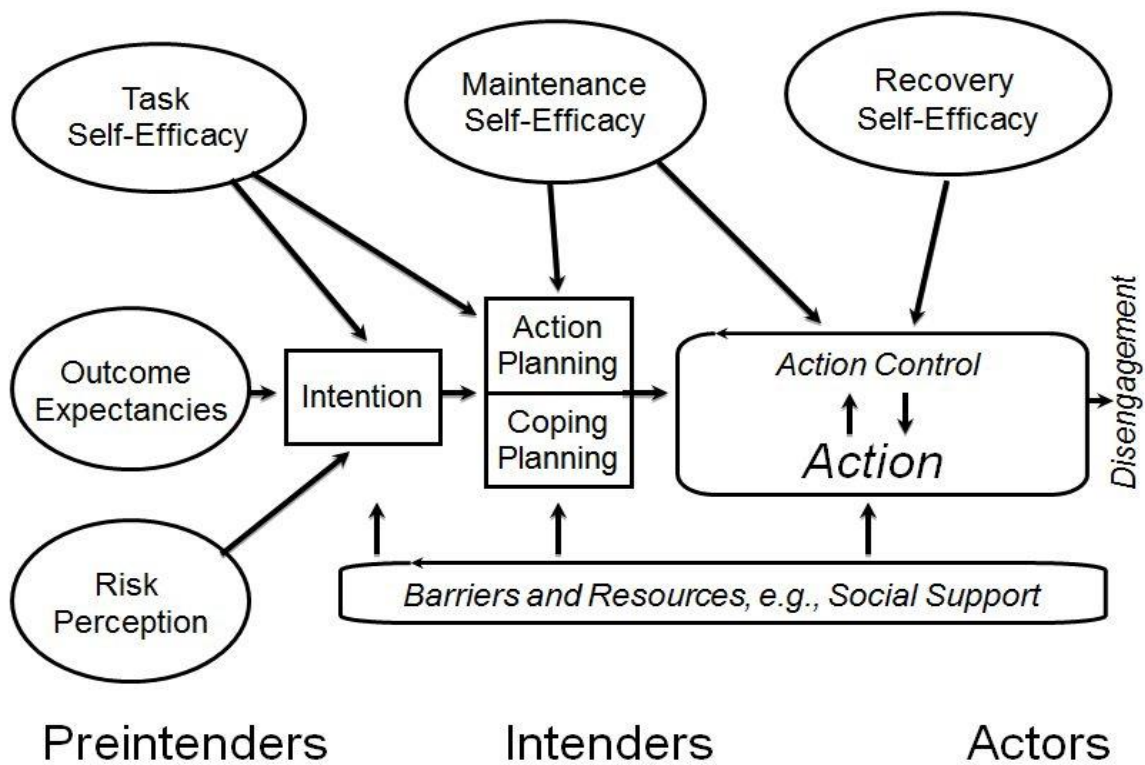 Task
Self-Efficacy
Maintenance
Self-Efficacy
Recovery
Self-Efficacy
Outcome
Expectancies
Intention
Action
Planning
Coping
Planning
Action Control
Action
Disengagement
Risk
Perception
Barriers and Resources, e.g., Social Support
Preintenders
Intenders
Actors